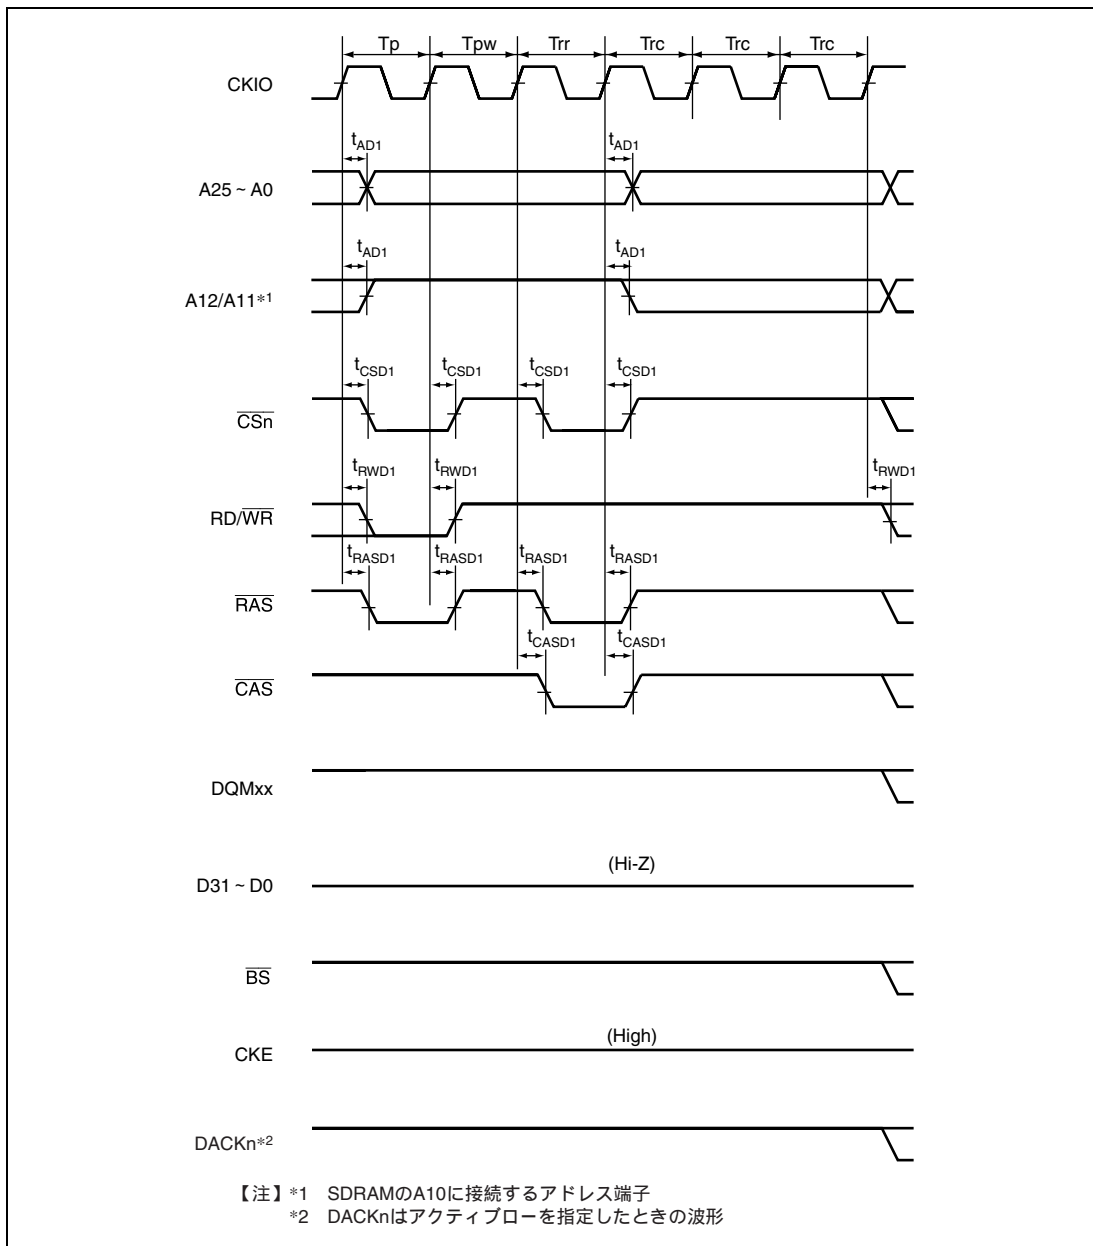 Tp Tpw Trr Trc Trc Trc
CKIO
tAD1 tAD1
A25 ~ A0
tAD1 tAD1
A12/A11*1
tCSD1 tCSD1 tCSD1 tCSD1
CSn
tRWD1 tRWD1 tRWD1
RD/WR
tRASD1 tRASD1 tRASD1 tRASD1
RAS
tCASD1 tCASD1
CAS
DQMxx
(Hi-Z)
D31 ~ D0
BS
(High)
CKE
DACKn*2
【注】*1 SDRAMのA10に接続するアドレス端子
*2 DACKnはアクティブローを指定したときの波形